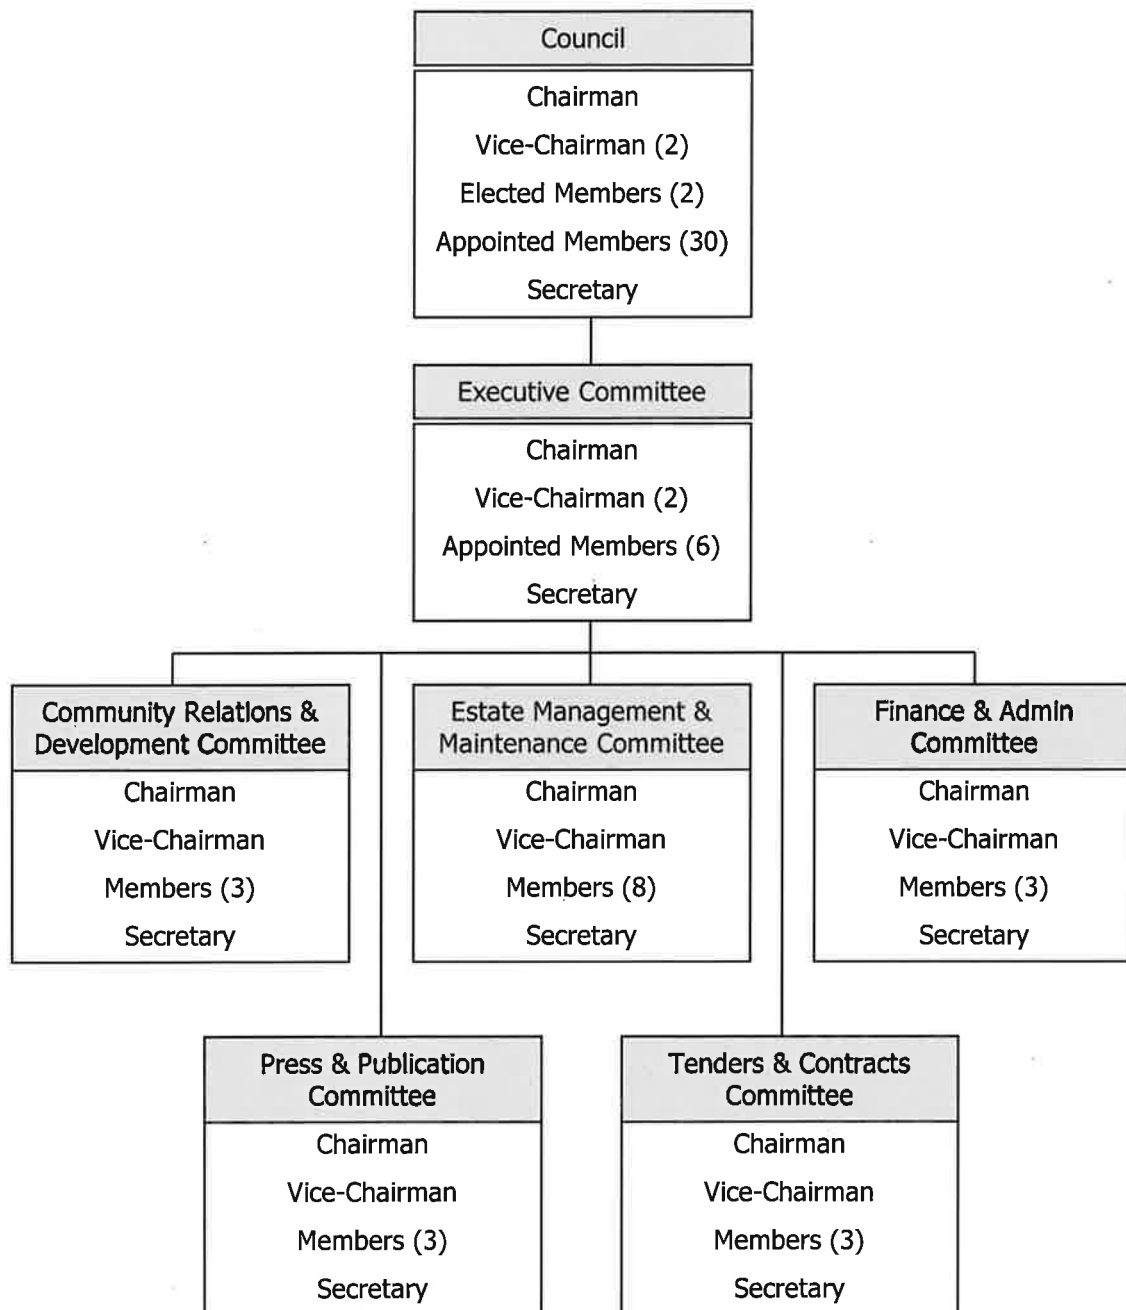 Council
Chairman
Vice-Chairman (2)
Elected Members (2)
Appointed Members (30)
Secretary
Executive Committee
Chairman
Vice-Chairman (2)
Appointed Members (6)
Secretary
Community Relations &
Development Committee
Chairman
Vice-Chairman
Members (3)
Secretary
Estate Management &
Maintenance Committee
Chairman
Vice-Chairman
Members (8)
Secretary
Finance & Admin
Committee
Chairman
Vice-Chairman
Members (3)
Secretary
Press & Publication
Committee
Chairman
Vice-Chairman
Members (3)
Secretary
Tenders & Contracts
Committee
Chairman
Vice-Chairman
Members (3)
Secretary